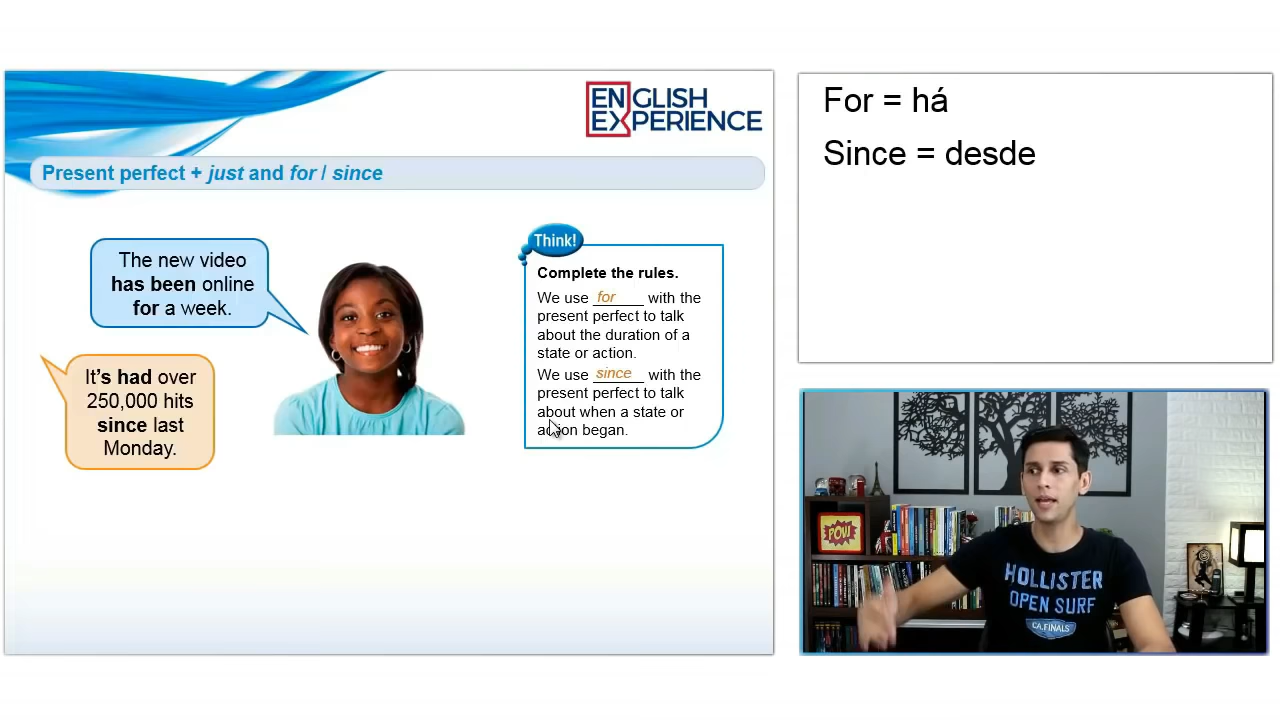 ENGLISH
EXPERIENCE
Present perfect + just and for / since
The new video
has been online
for a week.
It's had over
250,000 hits
since last
Monday.
Think!
Complete the rules.
We use for with the
present perfect to talk
about the duration of a
state or action.
We use since with the
present perfect to talk
about when a state or
action began.
For = há
Since = desde
POW!
HOLLISTER
OPEN SURF
CA.FINALS